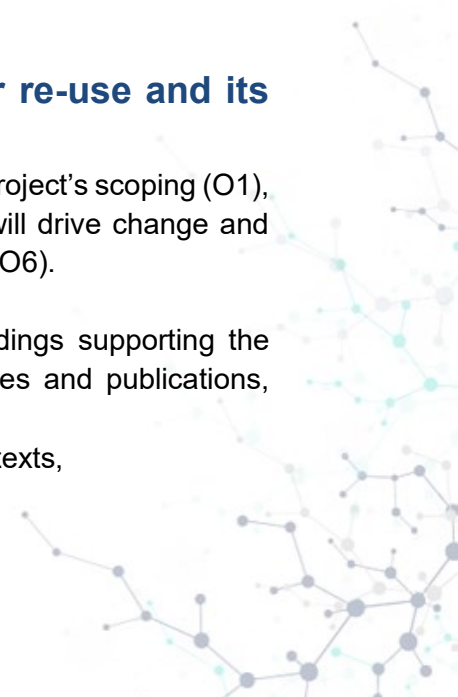 r re-use and its
roject's scoping (O1),
will drive change and
O6).
dings supporting the
es and publications,
texts,